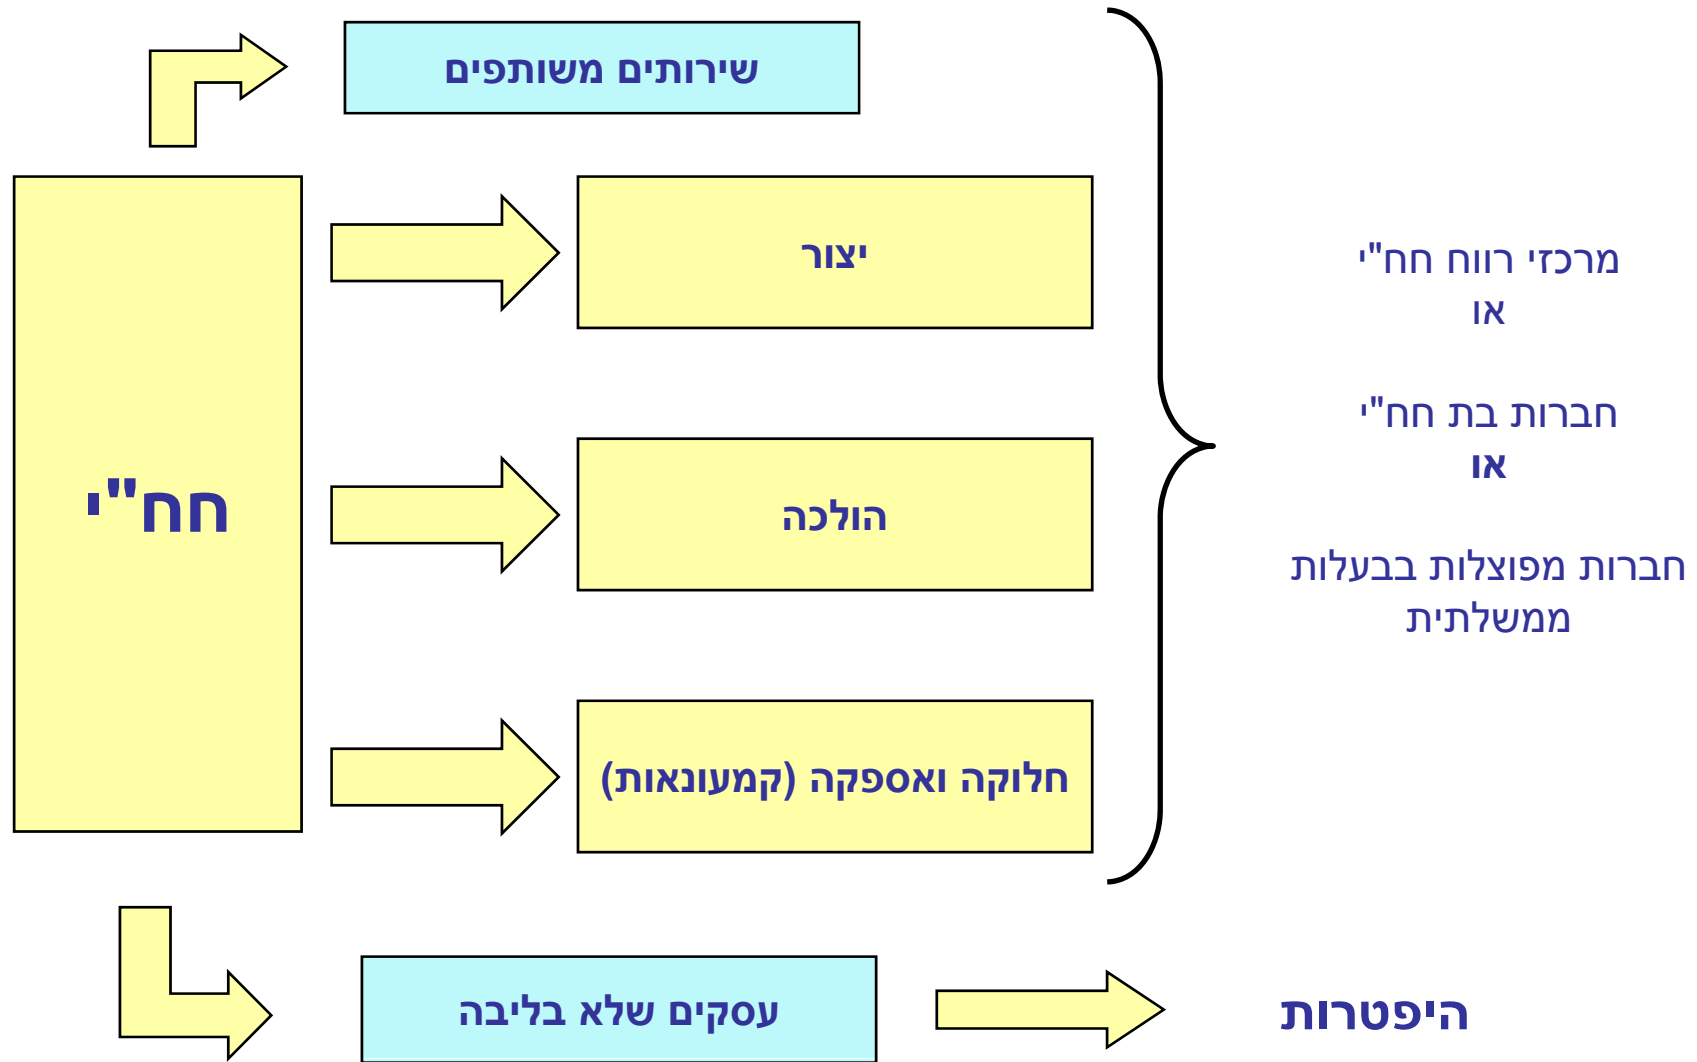 שירותים משותפים
חח"י
יצור
הולכה
חלוקה ואספקה (קמעונאות)
עסקים שלא בליבה
מרכזי רווח חח"י
או
חברות בת חח"י
או
חברות מפוצלות בבעלות
ממשלתית
היפטרות